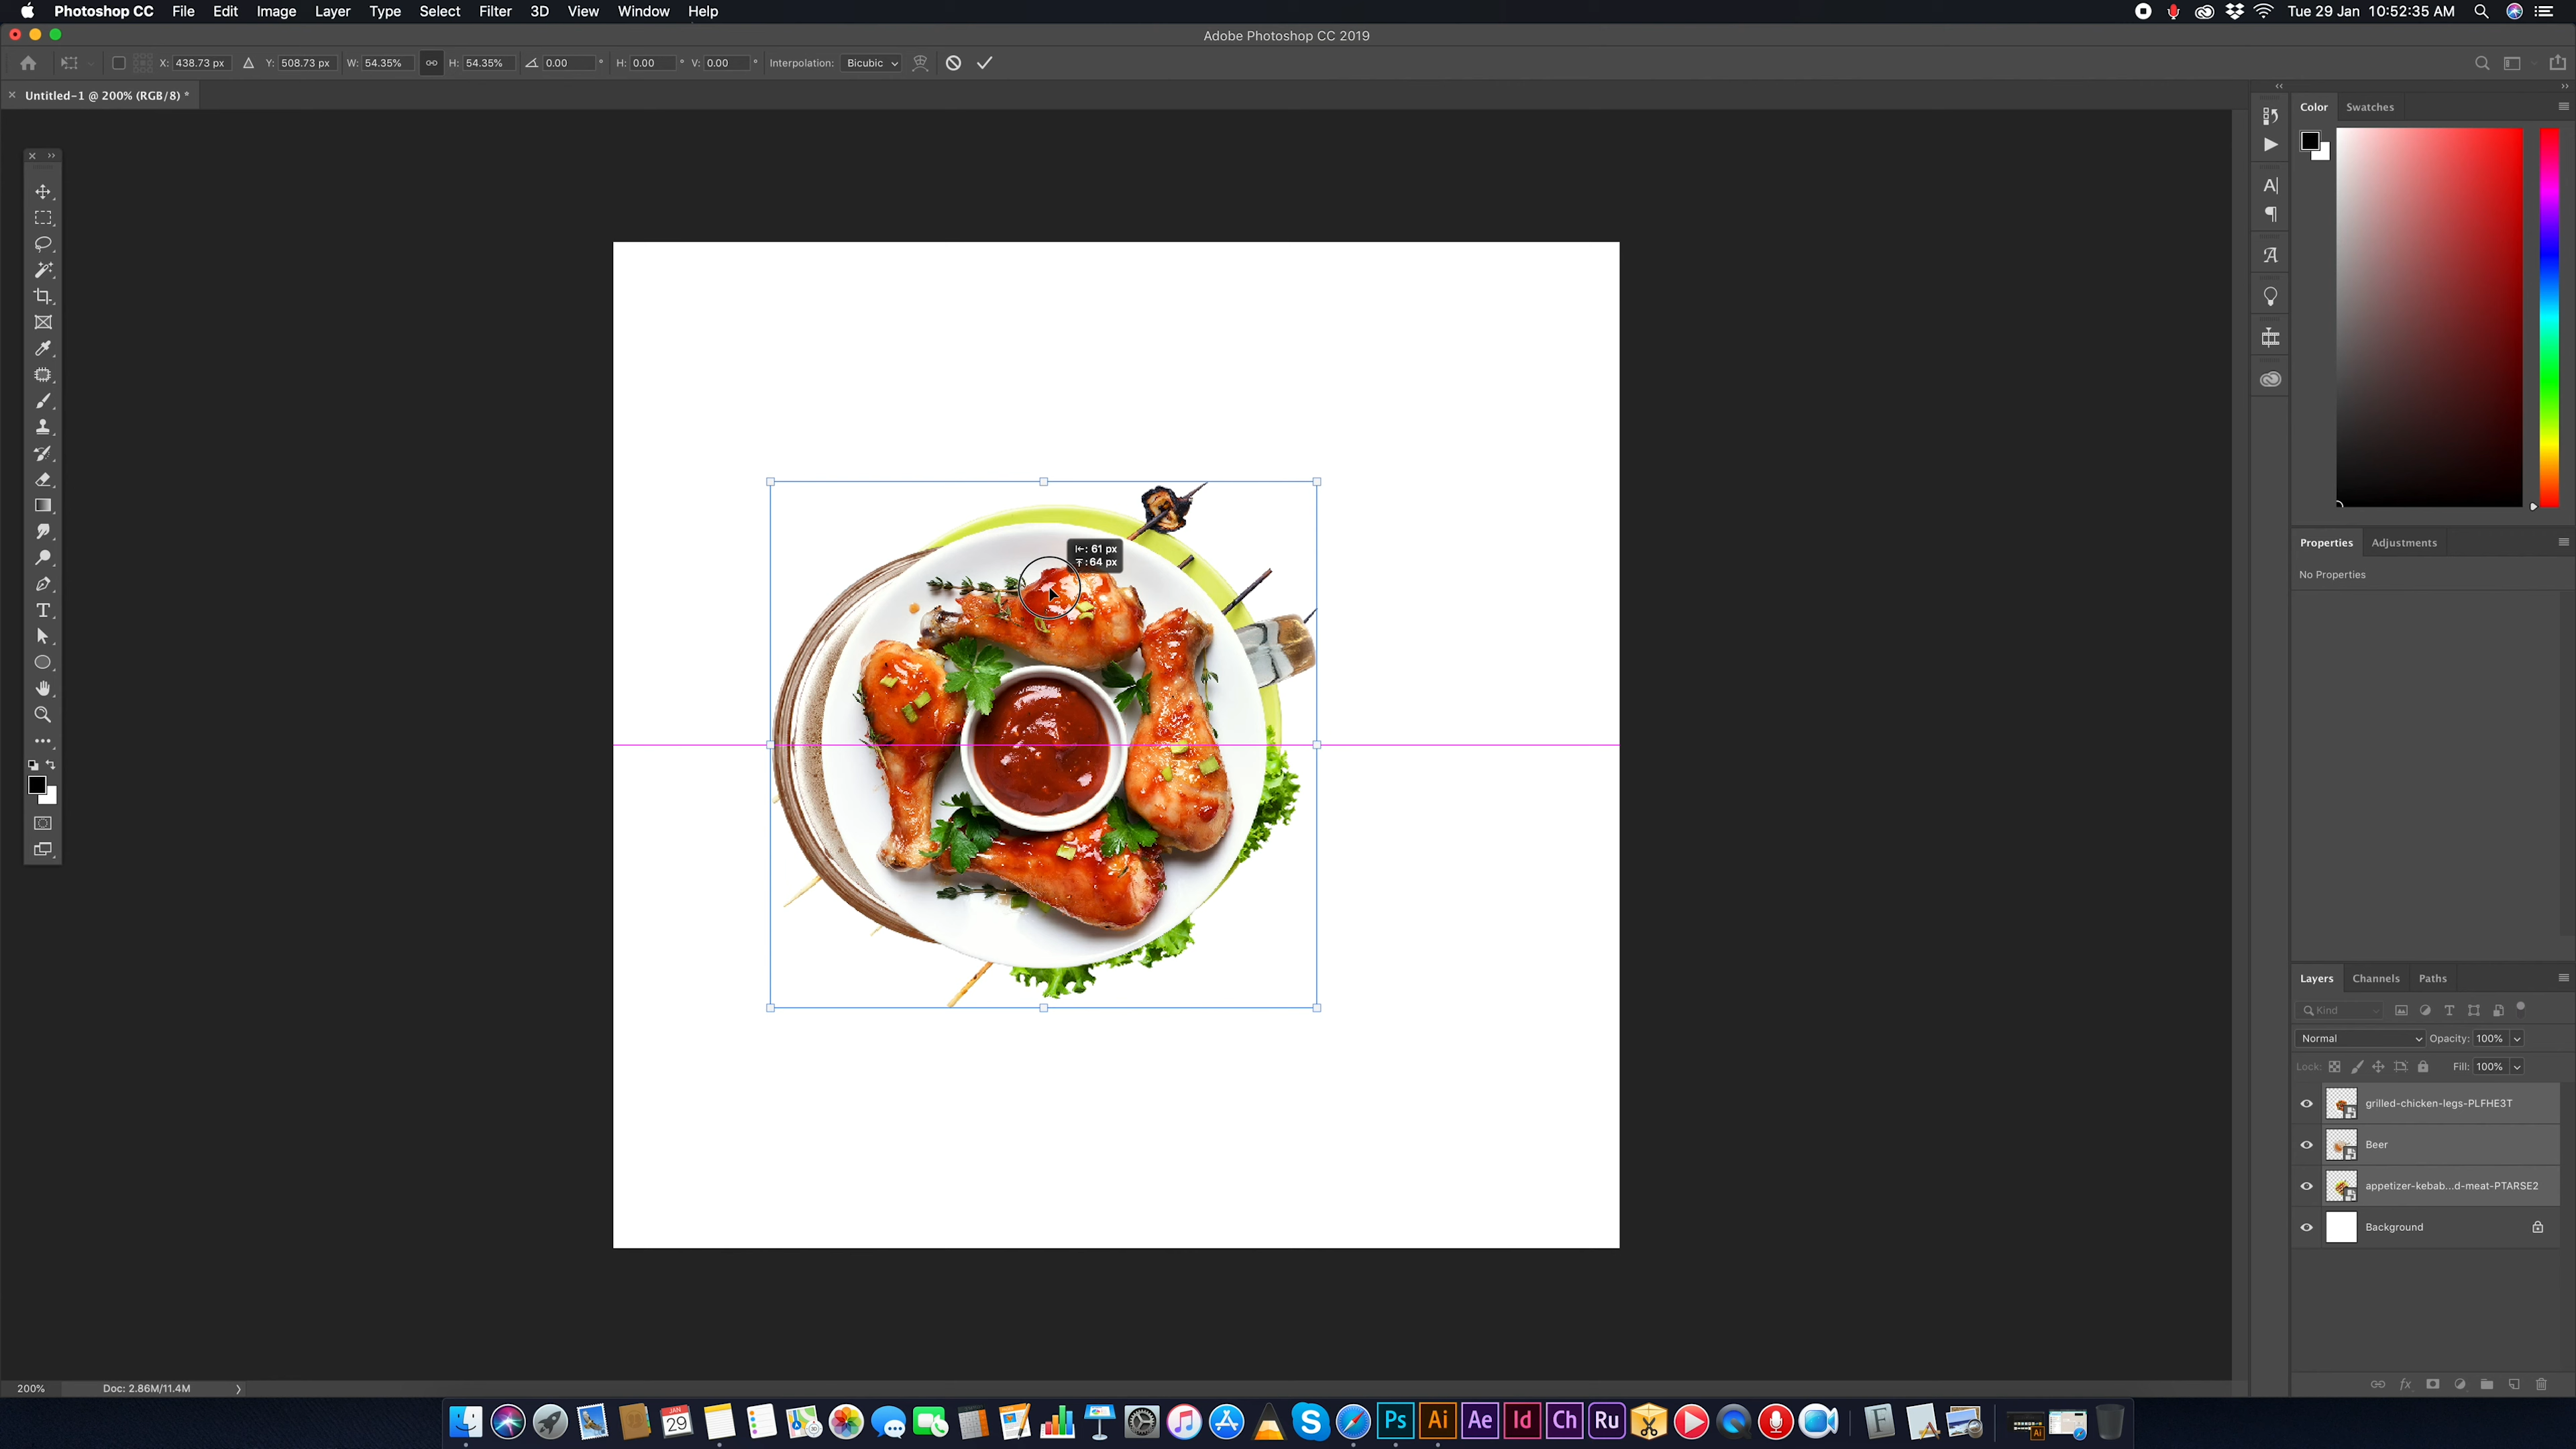 Photoshop CC File Edit Image Layer Type Select Filter 3D View Window Help Tue 29 Jan 10:52:35 AM
Adobe Photoshop CC 2019
X: 438.73 px Y: 508.73 px W: 54.35% H: 54.35% 0.00 ° H: 0.00 ° V: 0.00 ° Interpolation: Bicubic
Untitled-1 @ 200% (RGB/8) *
Color Swatches
61 px
64 px
Properties Adjustments
No Properties
Layers Channels Paths
Kind
Normal Opacity: 100%
Lock: Fill: 100%
grilled-chicken-legs-PLFHE3T
Beer
appetizer-kebab...d-meat-PTARSE2
Background
200% Doc: 2.86M/11.4M
JAN
29
Ps Ai Ae Id Ch Ru